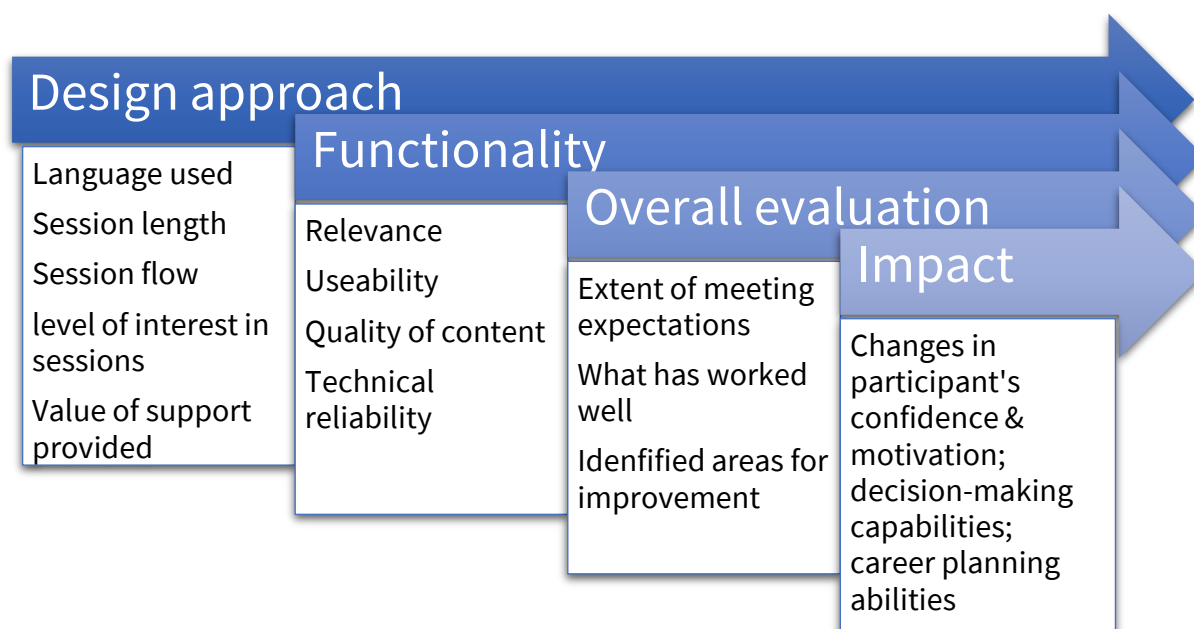 Design approach
Language used
Session length
Session flow
level of interest in
sessions
Value of support
provided
Functionality
Relevance
Useability
Quality of content
Technical
reliability
Overall evaluation
Extent of meeting
expectations
What has worked
well
Idenfified areas for
improvement
Impact
Changes in
participant's
confidence &
motivation;
decision-making
capabilities;
career planning
abilities